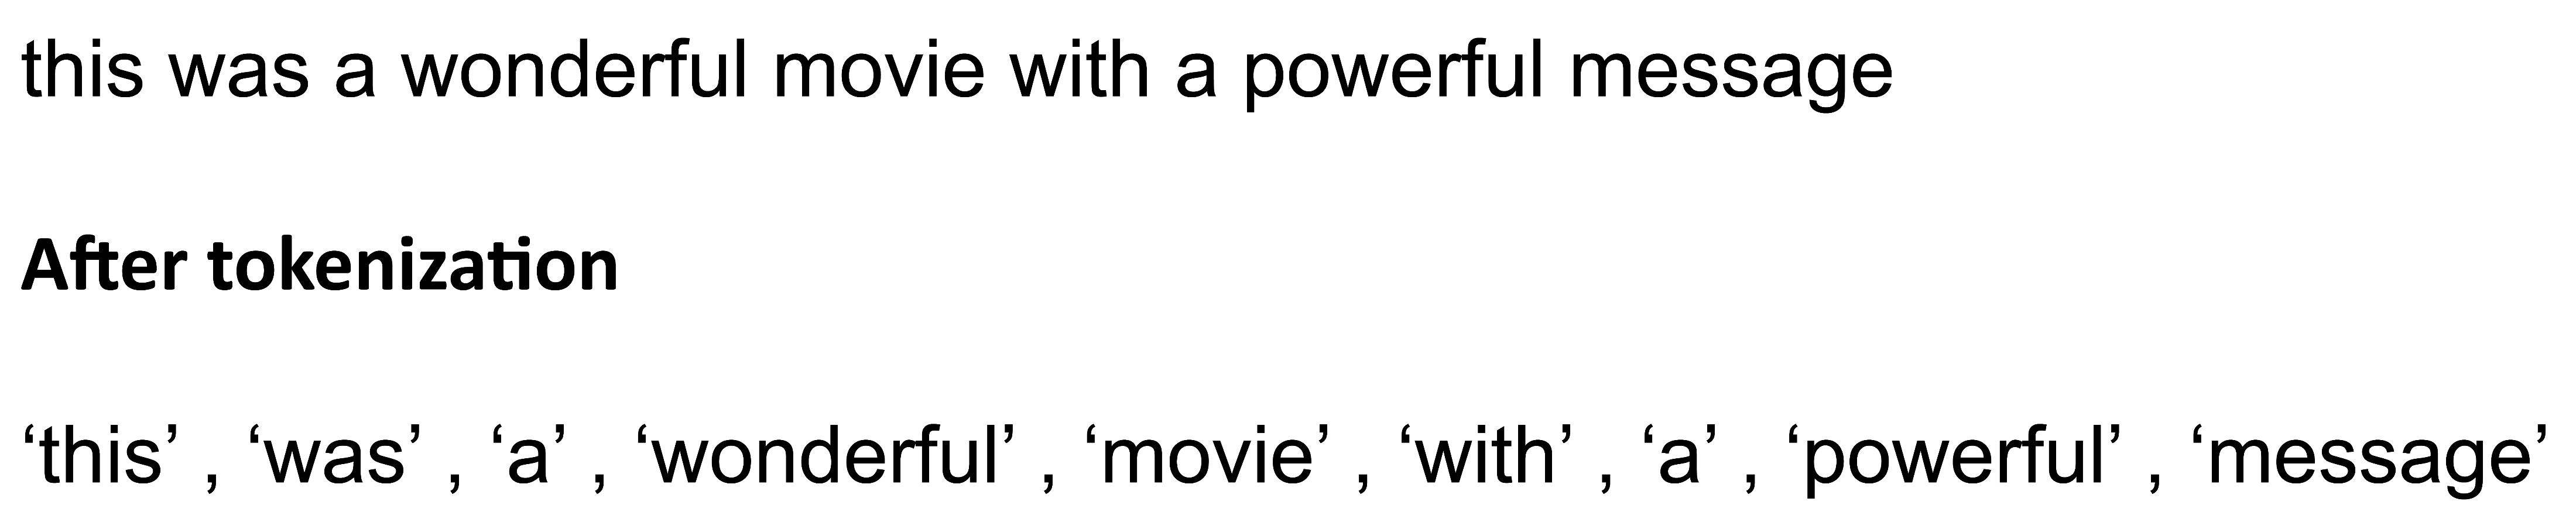 this was a wonderful movie with a powerful message
After tokenization
‘this’ , ‘was’ , ‘a’ , ‘wonderful’ , ‘movie’ , ‘with’ , ‘a’ , ‘powerful’ , ‘message’